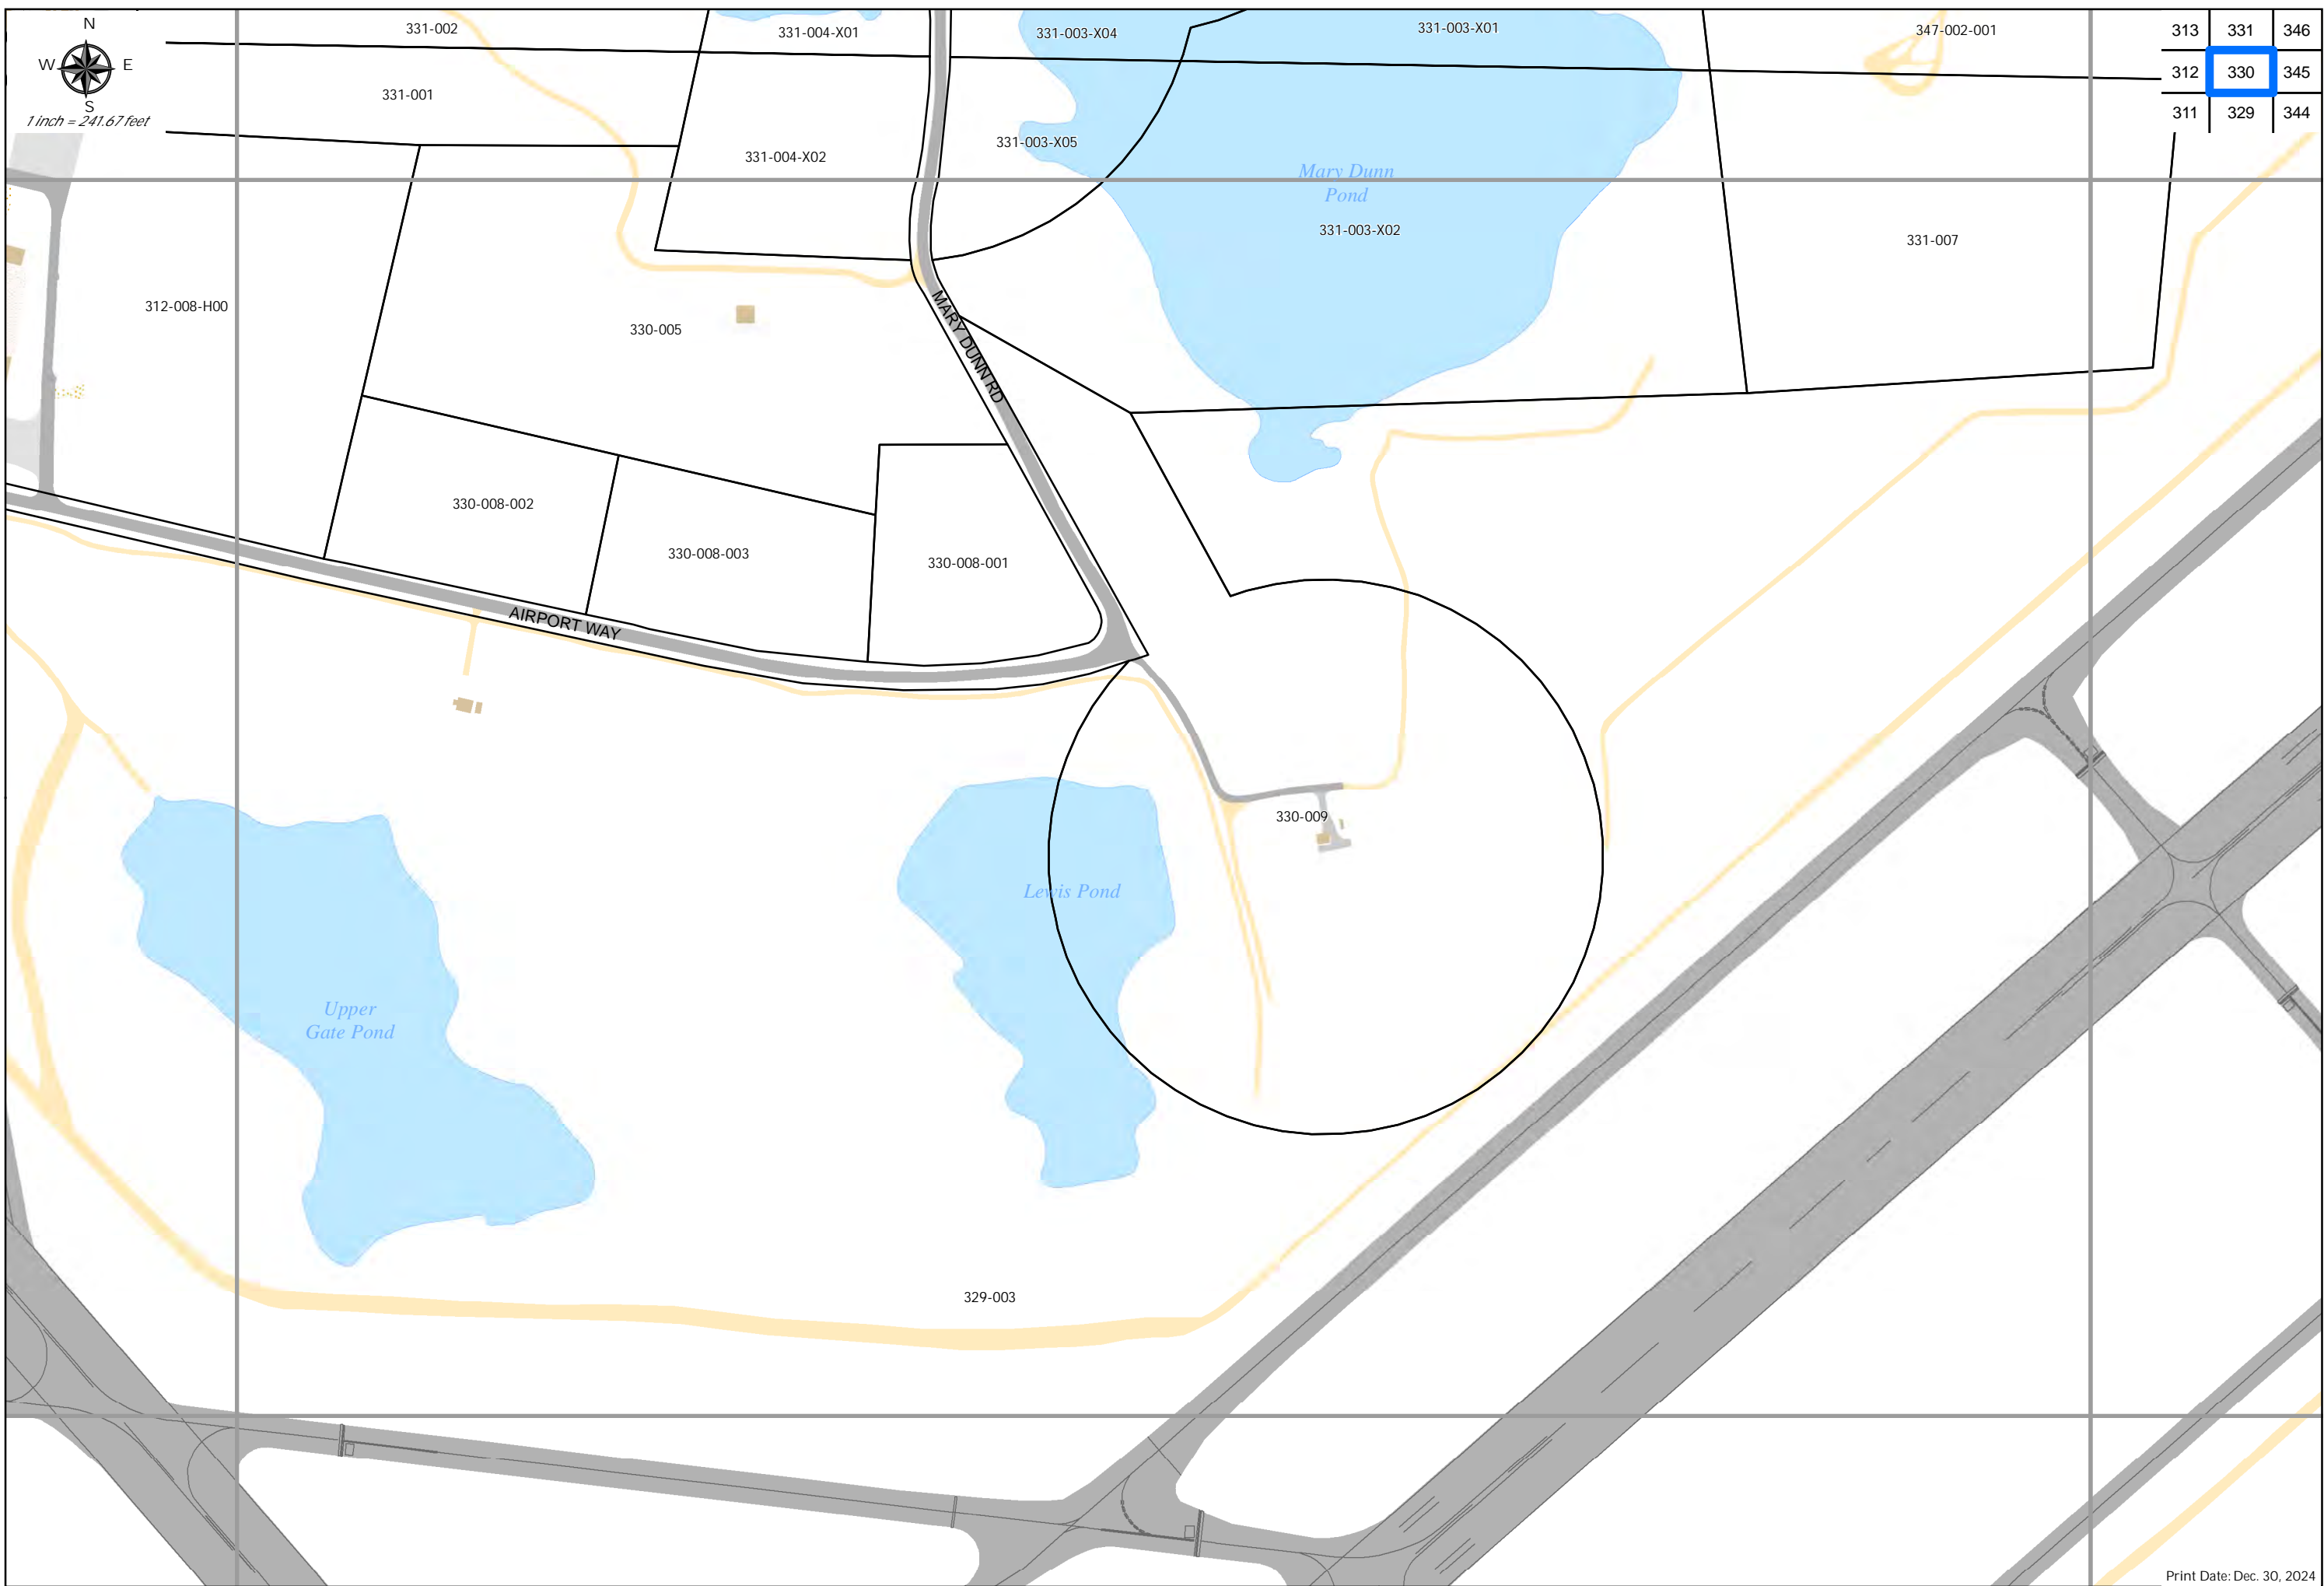 N
W E
S
1 inch = 241.67 feet
331-002
331-004-X01
331-003-X04
331-003-X01
347-002-001
313 331 346
312 330 345
311 329 344
331-001
331-004-X02
331-003-X05
Mary Dunn
Pond
331-003-X02
331-007
312-008-H00
330-005
MARY DUNN RD
330-008-002
330-008-003
330-008-001
AIRPORT WAY
330-009
Lewis Pond
Upper
Gate Pond
329-003
Print Date: Dec. 30, 2024